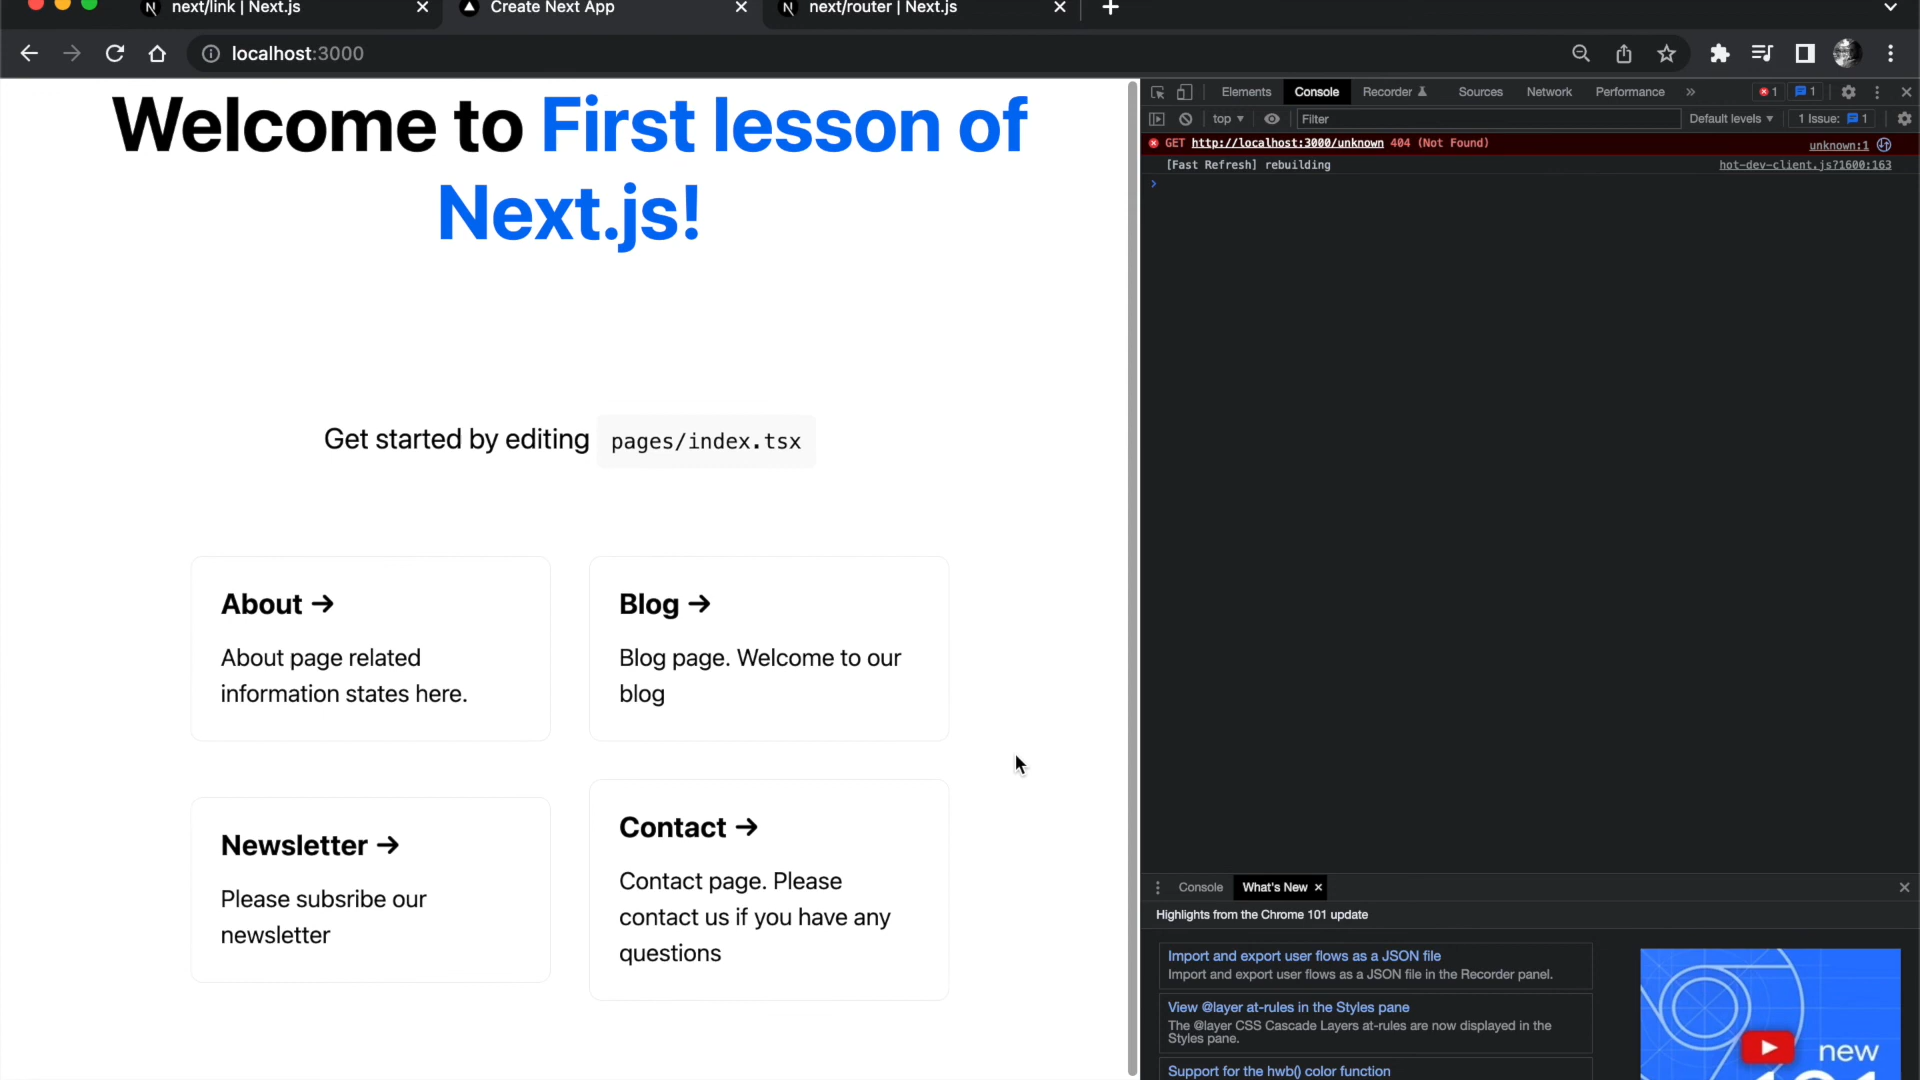 next/link | Next.js
Create Next App
next/router | Next.js
localhost:3000
Welcome to First lesson of
Next.js!
Get started by editing pages/index.tsx
About →
About page related
information states here.
Blog →
Blog page. Welcome to our
blog
Newsletter →
Please subsribe our
newsletter
Contact →
Contact page. Please
contact us if you have any
questions
Elements Console Recorder Sources Network Performance » 1 1
top Filter Default levels 1 Issue: 1
GET http://localhost:3000/unknown 404 (Not Found) unknown:1
[Fast Refresh] rebuilding hot-dev-client.js?1600:163
Console What's New
Highlights from the Chrome 101 update
Import and export user flows as a JSON file
Import and export user flows as a JSON file in the Recorder panel.
View @layer at-rules in the Styles pane
The @layer CSS Cascade Layers at-rules are now displayed in the
Styles pane.
Support for the hwb() color function
new
101